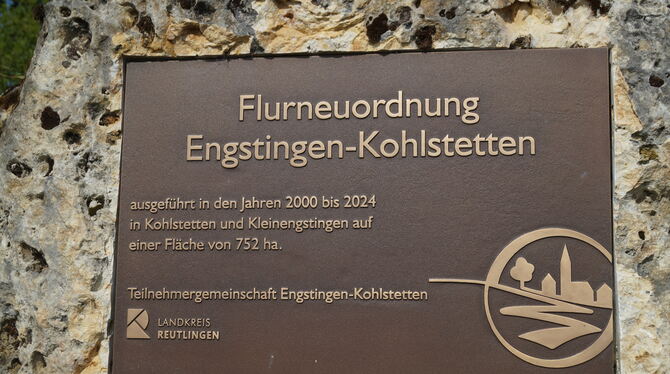 Flurneuordnung
Engstingen-Kohlstetten
ausgeführt in den Jahren 2000 bis 2024
in Kohlstetten und Kleinengstingen auf
einer Fläche von 752 ha.
Teilnehmergemeinschaft Engstingen-Kohlstetten
LANDKREIS
REUTLINGEN